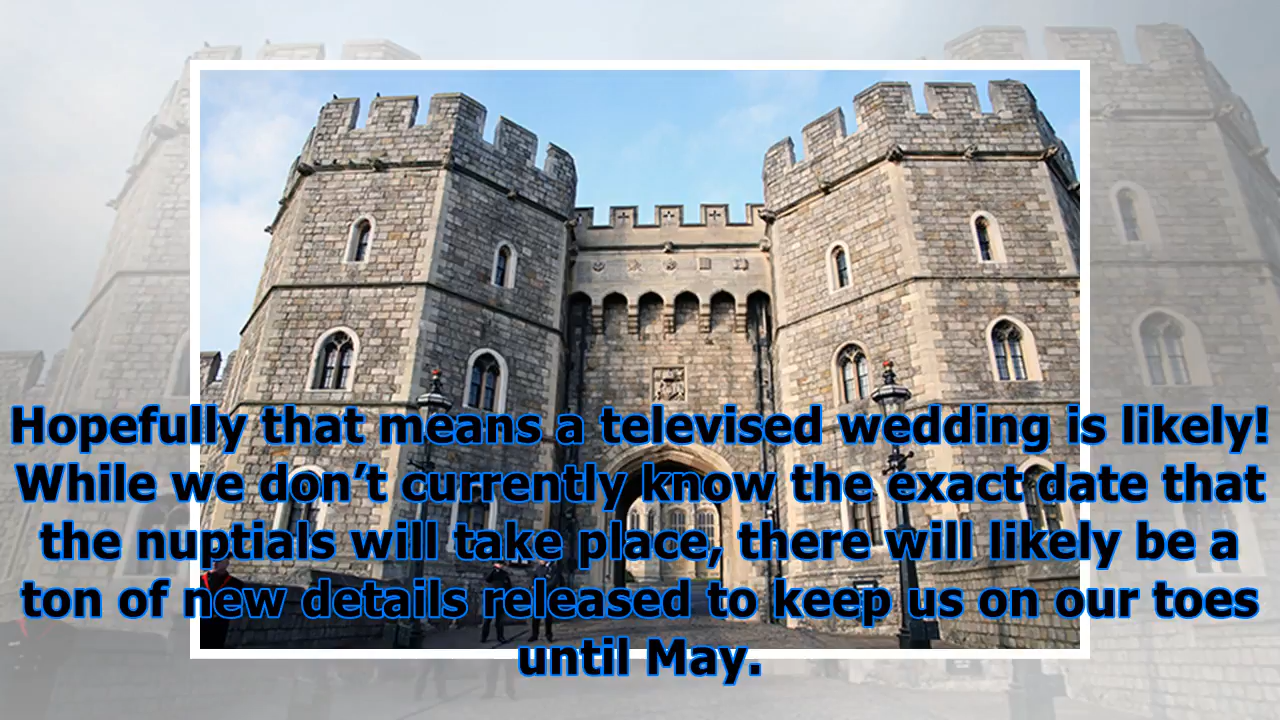 Hopefully that means a televised wedding is likely!
While we don’t currently know the exact date that
the nuptials will take place, there will likely be a
ton of new details released to keep us on our toes
until May.